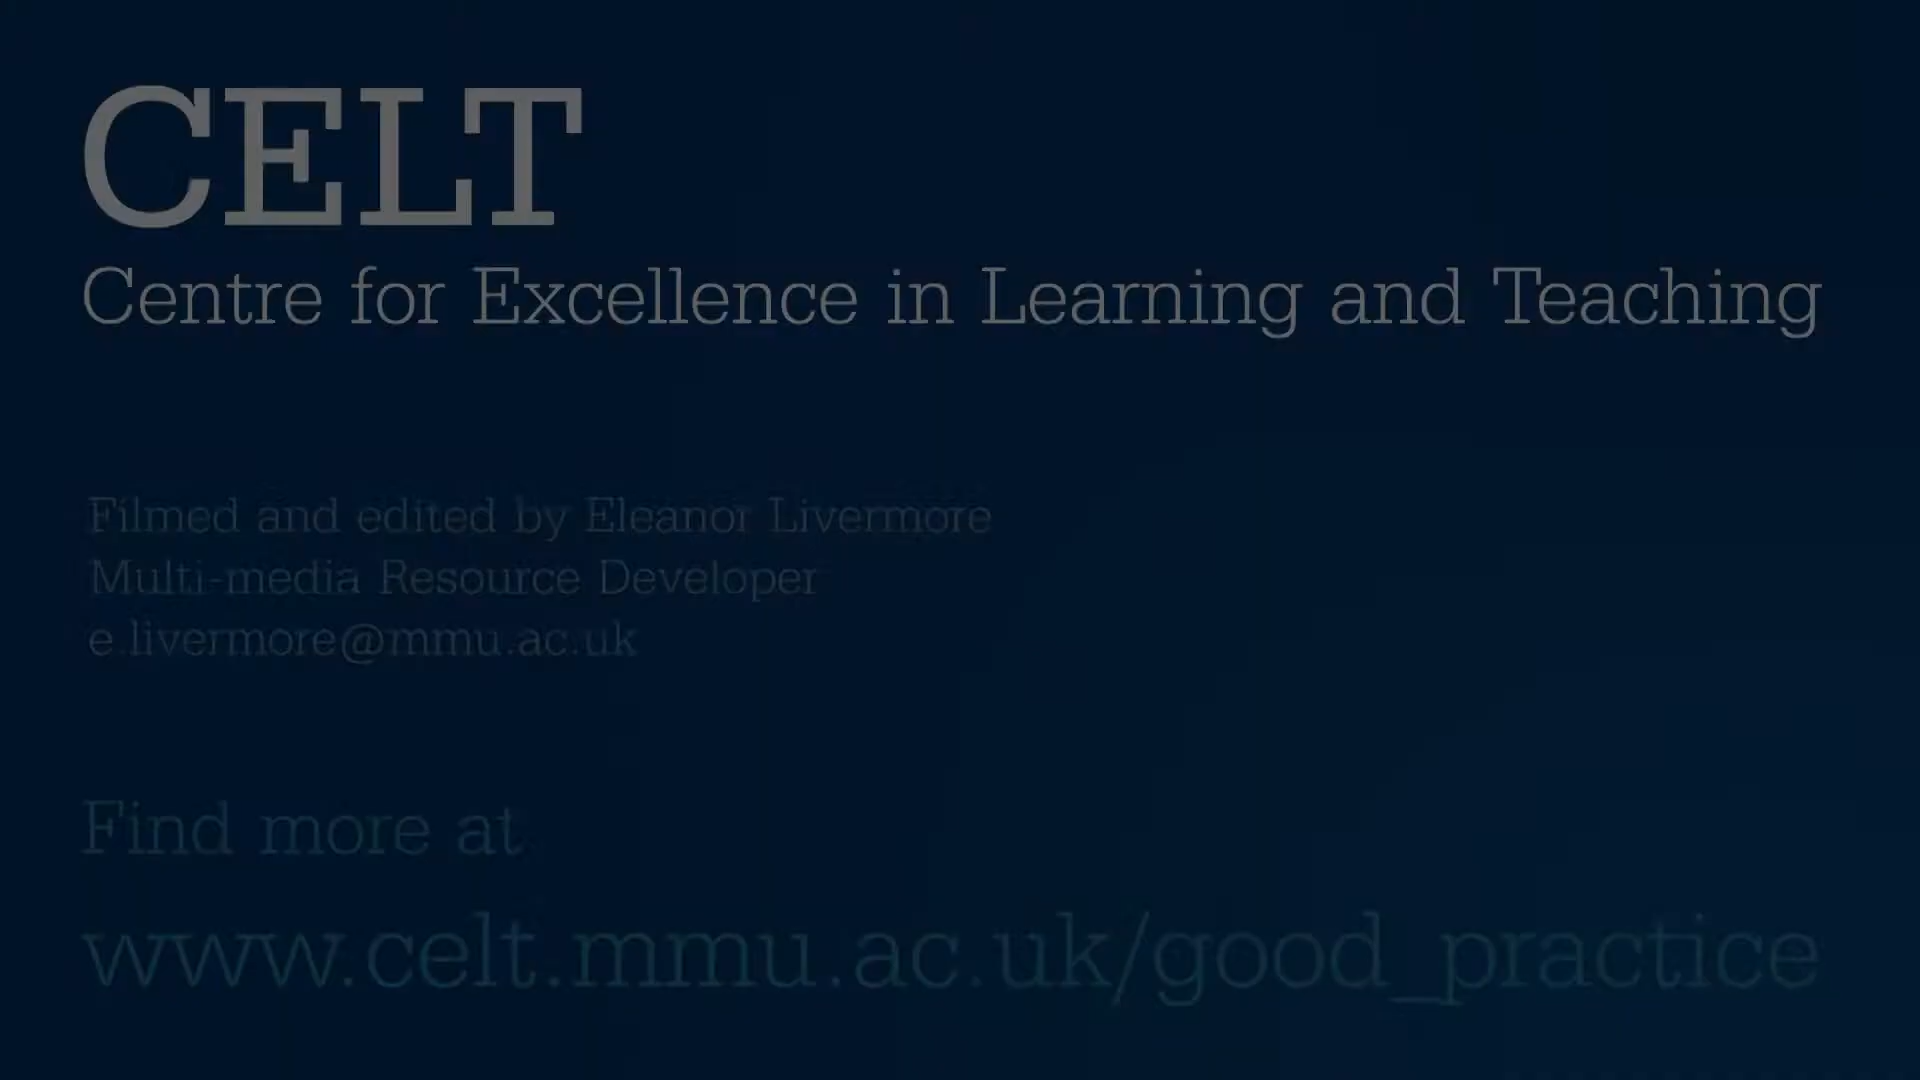 CELT
Centre for Excellence in Learning and Teaching
Filmed and edited by Eleanor Livermore
Multi-media Resource Developer
e.livermore@mmu.ac.uk
Find more at
www.celt.mmu.ac.uk/good_practice